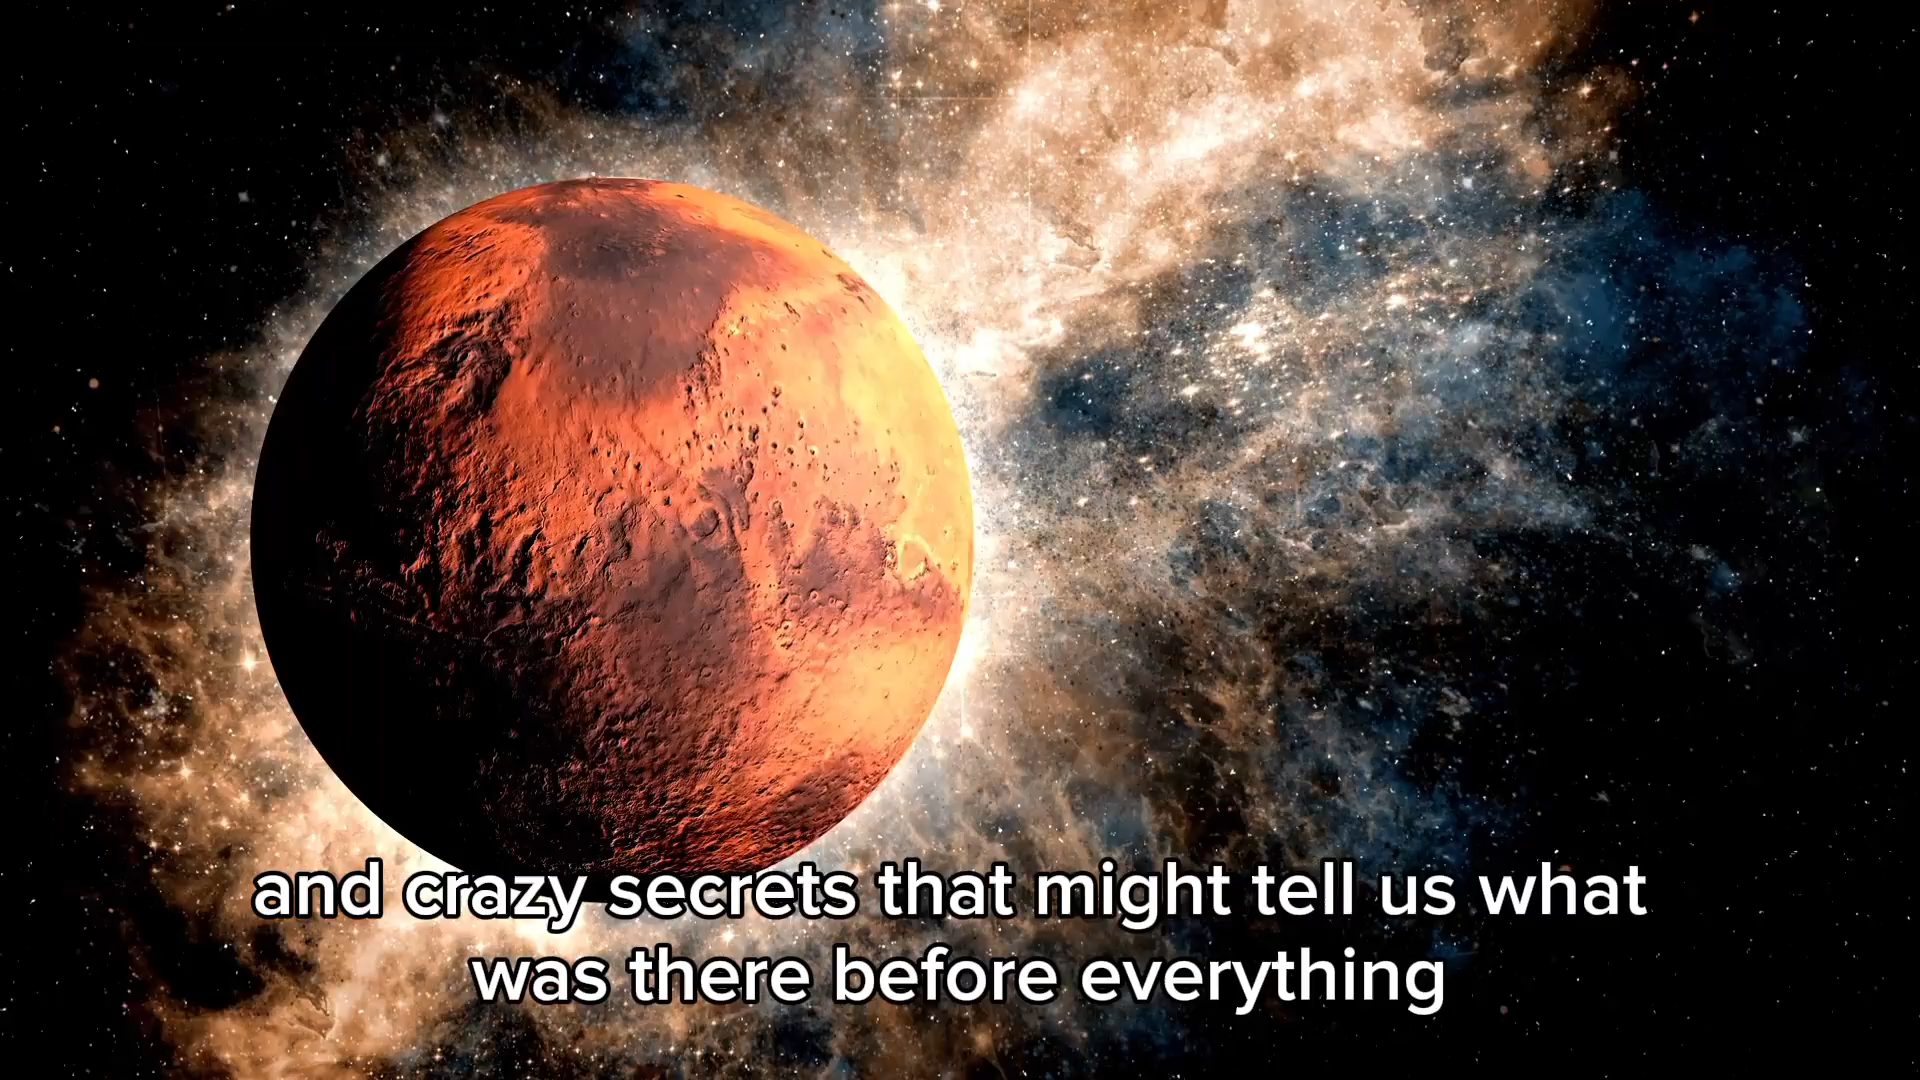 and crazy secrets that might tell us what
was there before everything